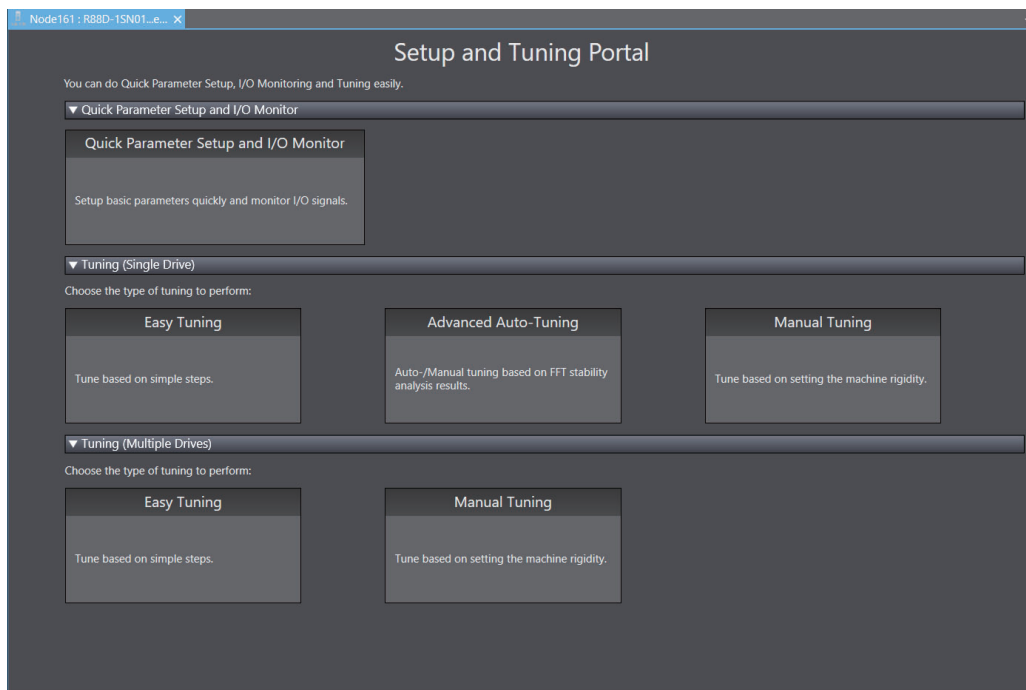 Node161 : R88D-1SN01...e...
Setup and Tuning Portal
You can do Quick Parameter Setup, I/O Monitoring and Tuning easily.
▼ Quick Parameter Setup and I/O Monitor
Quick Parameter Setup and I/O Monitor
Setup basic parameters quickly and monitor I/O signals.
▼ Tuning (Single Drive)
Choose the type of tuning to perform:
Easy Tuning
Tune based on simple steps.
Advanced Auto-Tuning
Auto-/Manual tuning based on FFT stability
analysis results.
Manual Tuning
Tune based on setting the machine rigidity.
▼ Tuning (Multiple Drives)
Choose the type of tuning to perform:
Easy Tuning
Tune based on simple steps.
Manual Tuning
Tune based on setting the machine rigidity.